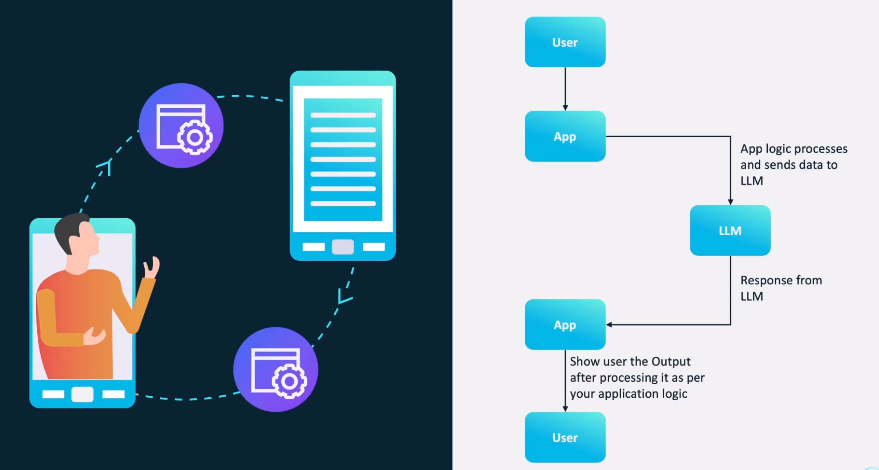 User
App
App logic processes
and sends data to
LLM
LLM
Response from
LLM
App
Show user the Output
after processing it as per
your application logic
User